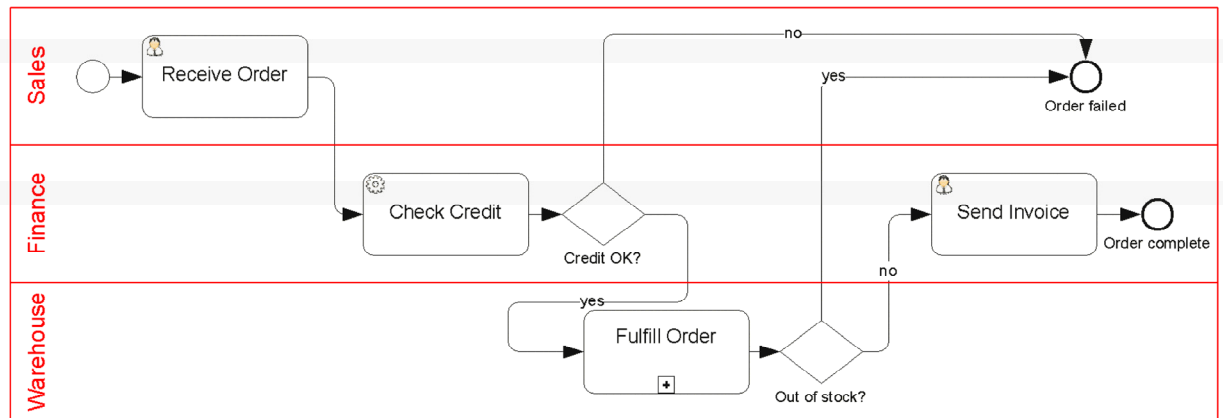 Sales
Receive Order
no
yes
Order failed
Finance
Check Credit
Credit OK?
Send Invoice
Order complete
no
Warehouse
yes
Fulfill Order
Out of stock?